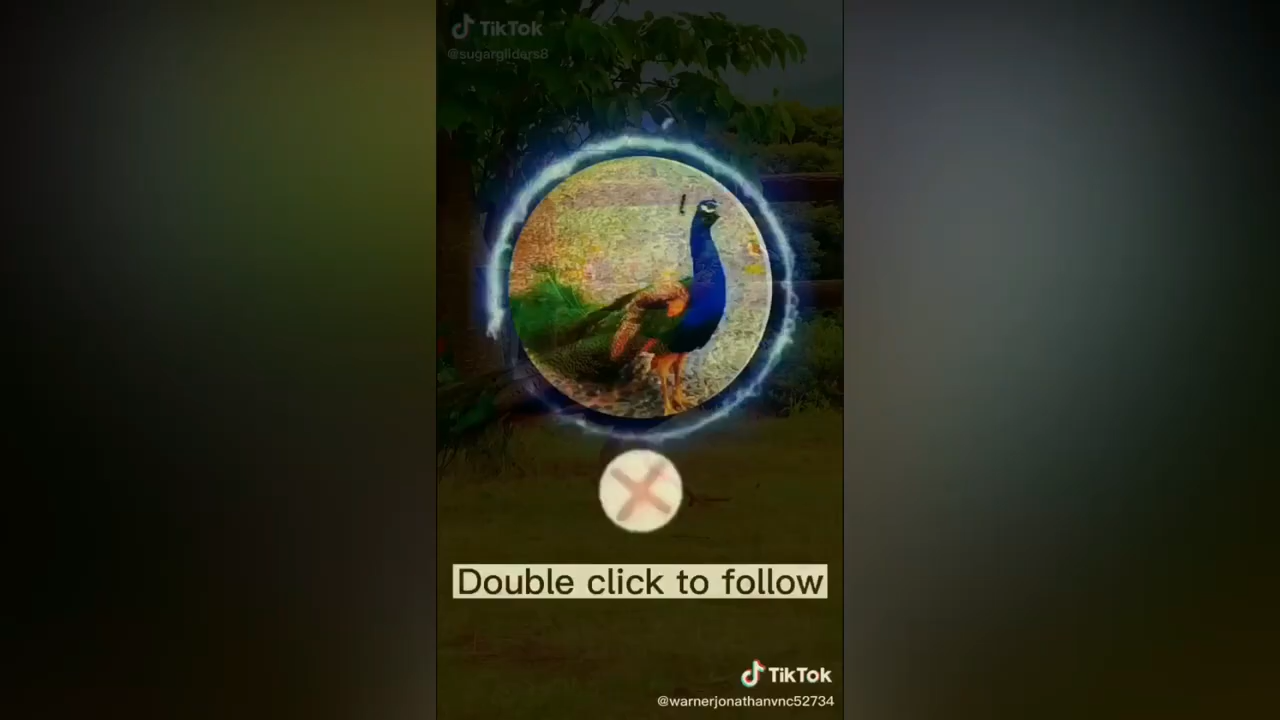 TikTok
@sugargliders8
Double click to follow
TikTok
@warnerjonathanvnc52734